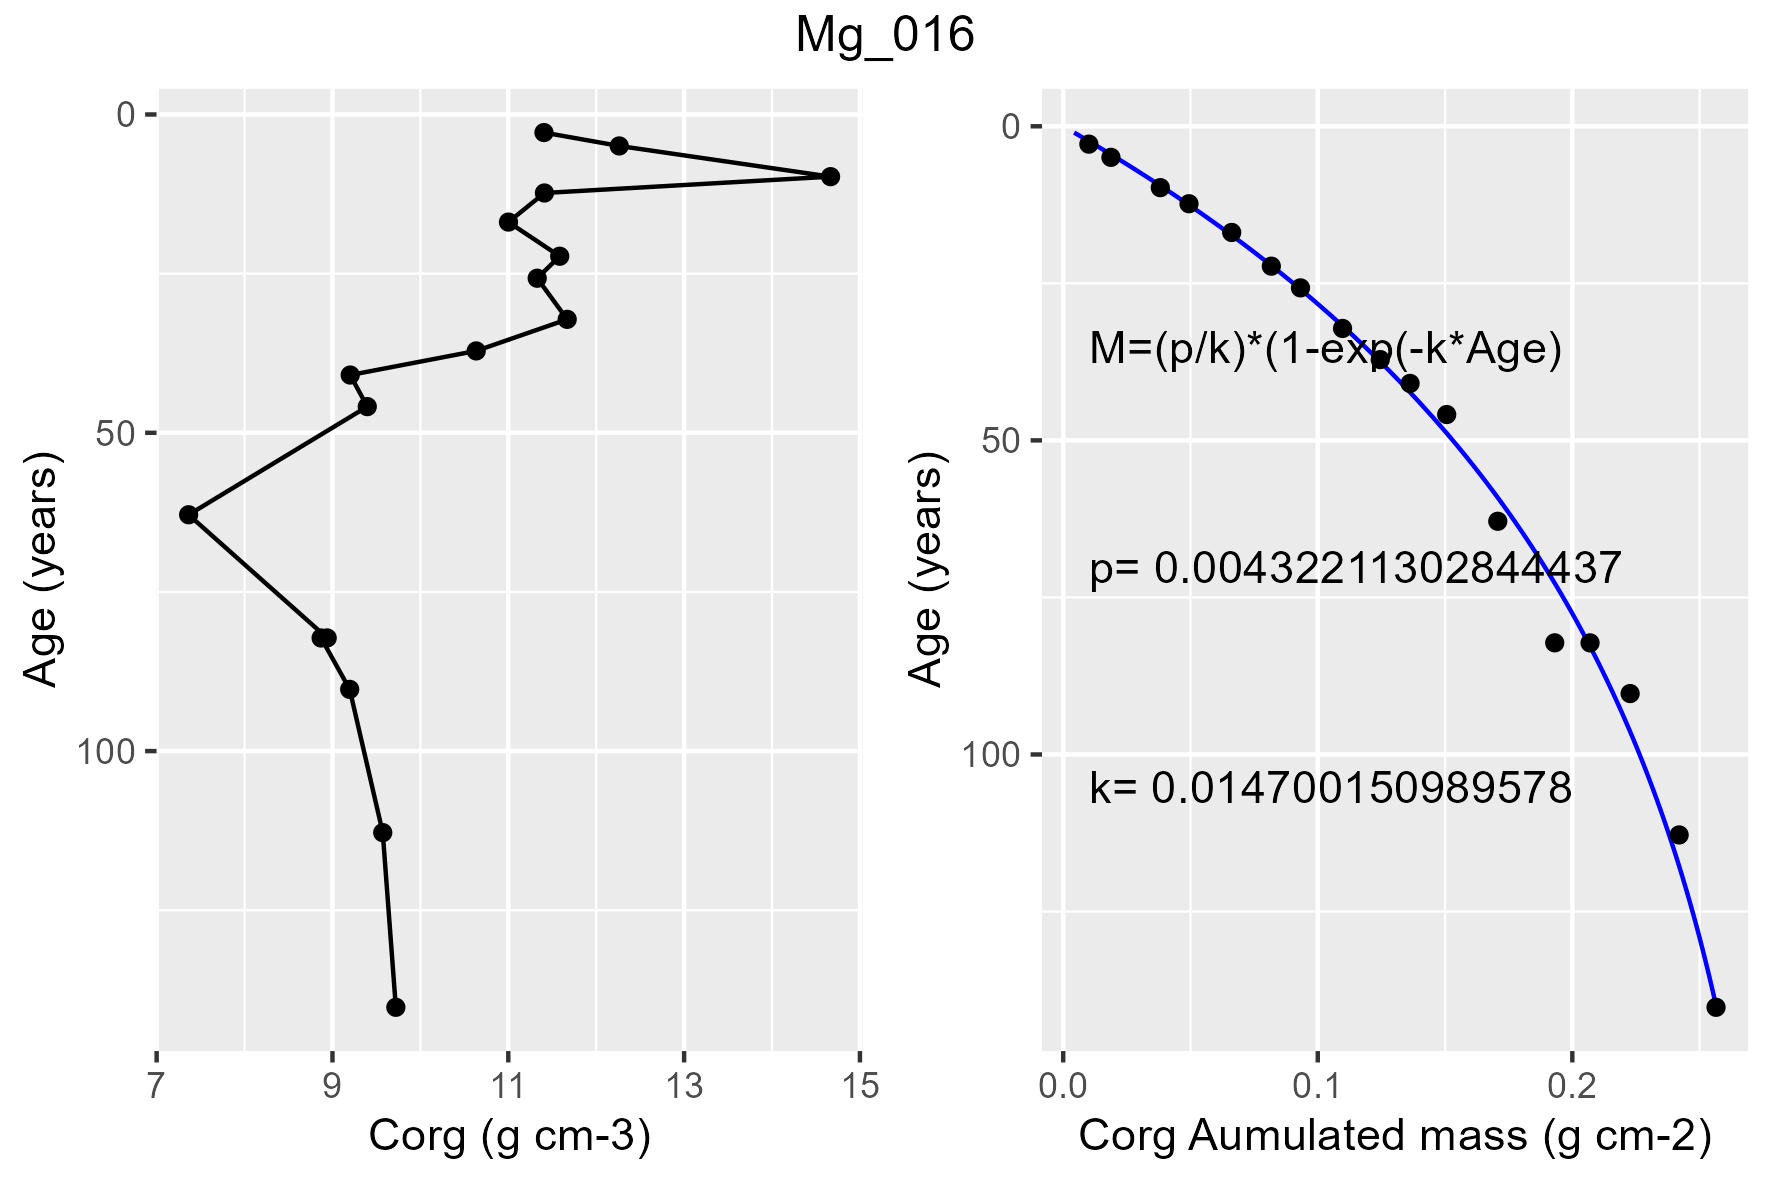 Mg_016
0
50
100
Age (years)
7 9 11 13 15
Corg (g cm-3)
0
50
100
Age (years)
M=(p/k)*(1-exp(-k*Age)
p= 0.00432211302844437
k= 0.014700150989578
0.0 0.1 0.2
Corg Aumulated mass (g cm-2)